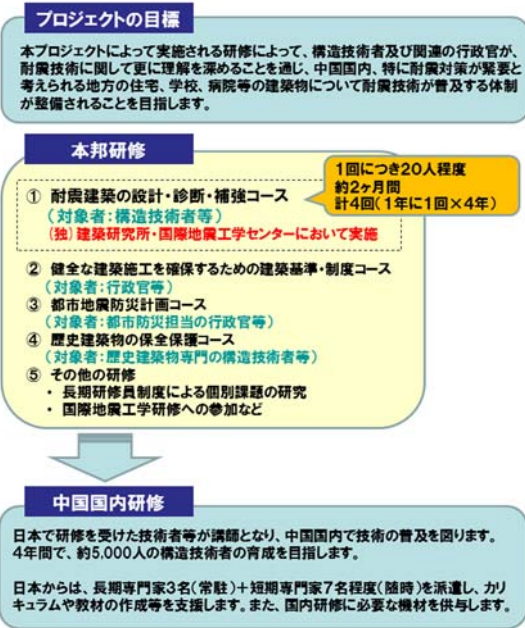 プロジェクトの目標
本プロジェクトによって実施される研修によって、構造技術者及び関連の行政官が、
耐震技術に関して更に理解を深めることを通じ、中国国内、特に耐震対策が緊要と
考えられる地方の住宅、学校、病院等の建築物について耐震技術が普及する体制
が整備されることを目指します。
本邦研修
1回につき20人程度
約2ヶ月間
計4回(1年に1回×4年)
① 耐震建築の設計・診断・補強コース
(対象者:構造技術者等)
(独)建築研究所・国際地震工学センターにおいて実施
② 健全な建築施工を確保するための建築基準・制度コース
(対象者:行政官等)
③ 都市地震防災計画コース
(対象者:都市防災担当の行政官等)
④ 歴史建築物の保全保護コース
(対象者:歴史建築物専門の構造技術者等)
⑤ その他の研修
・ 長期研修員制度による個別課題の研究
・ 国際地震工学研修への参加など
中国国内研修
日本で研修を受けた技術者等が講師となり、中国国内で技術の普及を図ります。
4年間で、約5,000人の構造技術者の育成を目指します。
日本からは、長期専門家3名(常駐)+短期専門家7名程度(随時)を派遣し、カリ
キュラムや教材の作成等を支援します。また、国内研修に必要な機材を供与します。